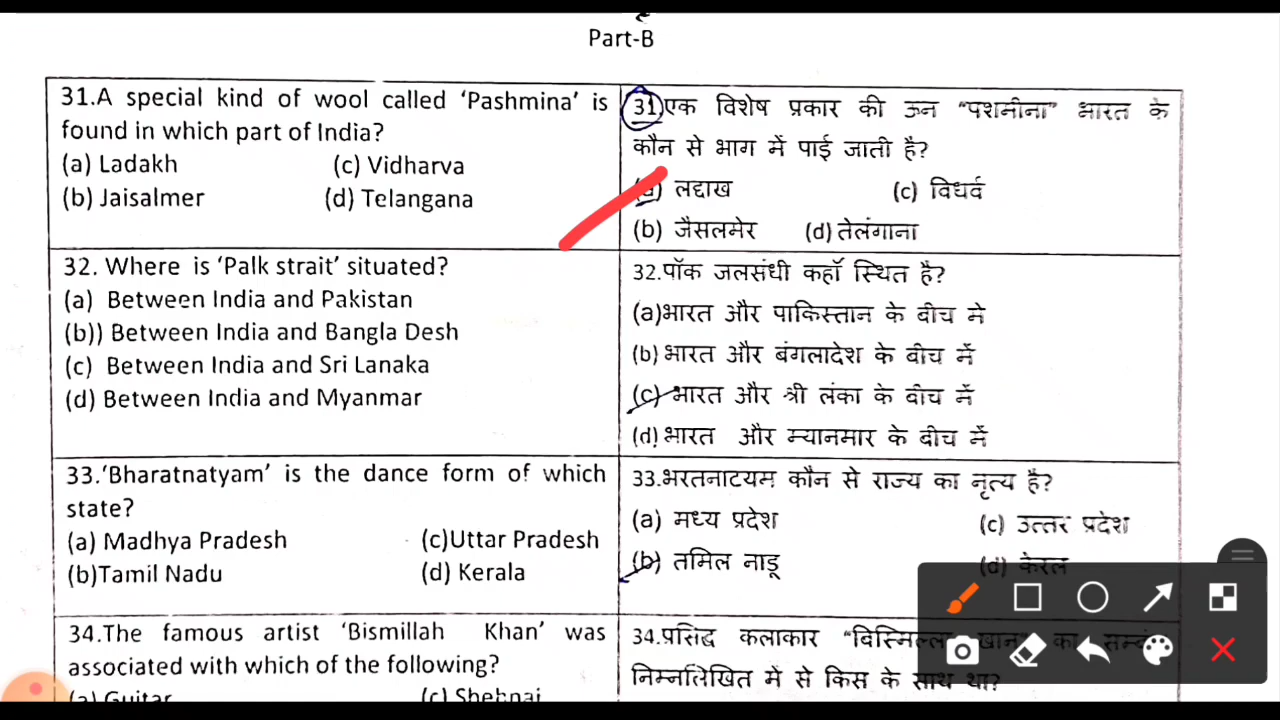 Part-B
31.A special kind of wool called ‘Pashmina’ is
found in which part of India?
(a) Ladakh (c) Vidharva
(b) Jaisalmer (d) Telangana
31.एक विशेष प्रकार की ऊन “पशमीना” भारत के
कौन से भाग में पाई जाती है?
(a) लद्दाख (c) विधर्व
(b) जैसलमेर (d) तेलंगाना
32. Where is ‘Palk strait’ situated?
(a) Between India and Pakistan
(b)) Between India and Bangla Desh
(c) Between India and Sri Lanaka
(d) Between India and Myanmar
32.पॉक जलसंधी कहॉ स्थित है?
(a)भारत और पाकिस्तान के बीच मे
(b) भारत और बंगलादेश के बीच में
(c) भारत और श्री लंका के बीच में
(d) भारत और म्यानमार के बीच में
33.‘Bharatnatyam’ is the dance form of which
state?
(a) Madhya Pradesh (c)Uttar Pradesh
(b)Tamil Nadu (d) Kerala
33.भरतनाटयम कौन से राज्य का नृत्य है?
(a) मध्य प्रदेश (c) उत्तर प्रदेश
(b) तमिल नाडू (d) केरल
34.The famous artist ‘Bismillah Khan’ was
associated with which of the following?
(a) Guitar (c) Shehnai
34.प्रसिद्व कलाकार “विस्मिल्ला खान” का
निम्नलिखित में से किस के साथ था?